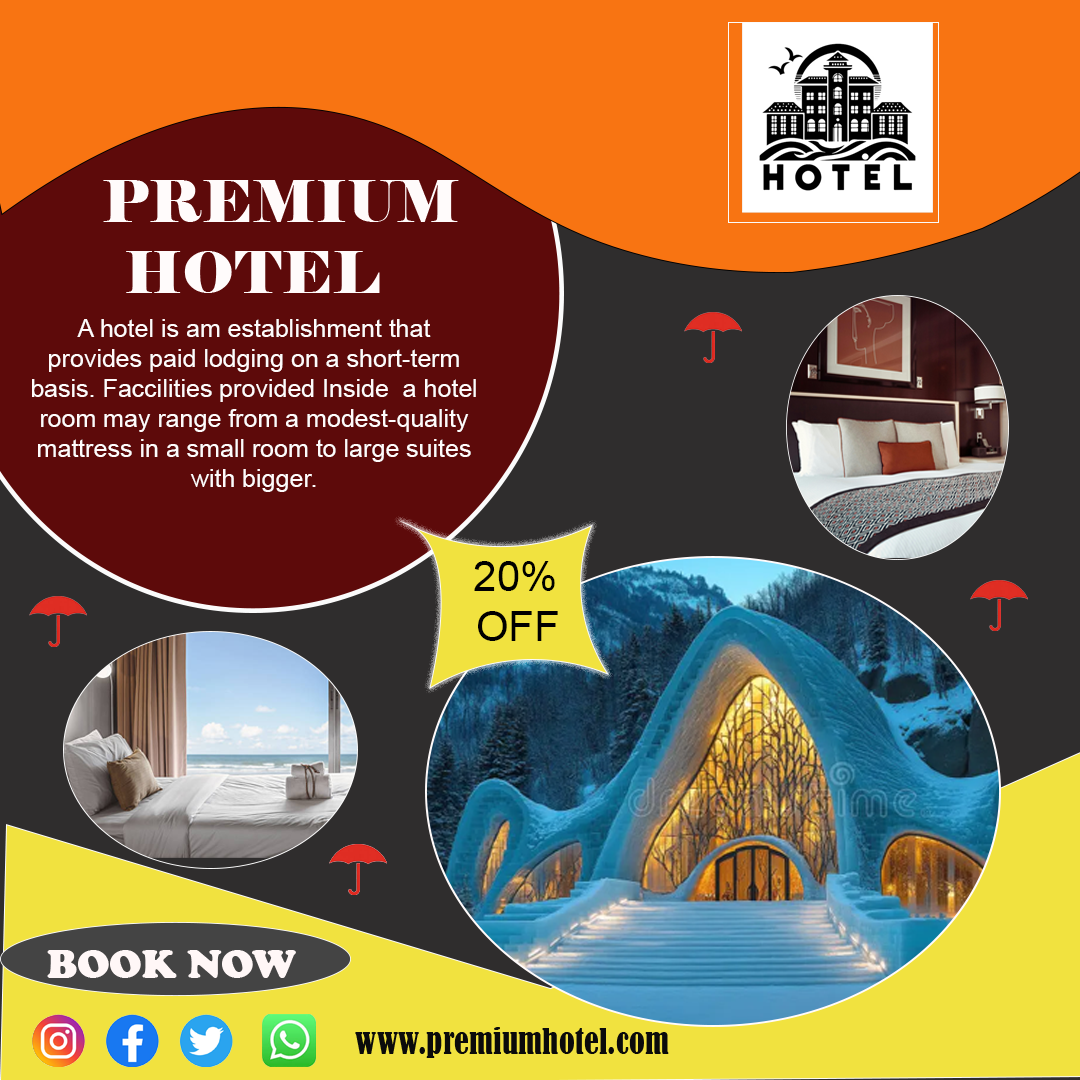 HOTEL
PREMIUM
HOTEL
A hotel is am establishment that
provides paid lodging on a short-term
basis. Faccilities provided Inside  a hotel
room may range from a modest-quality
mattress in a small room to large suites
with bigger.
20%
OFF
dreamstime
BOOK NOW
www.premiumhotel.com